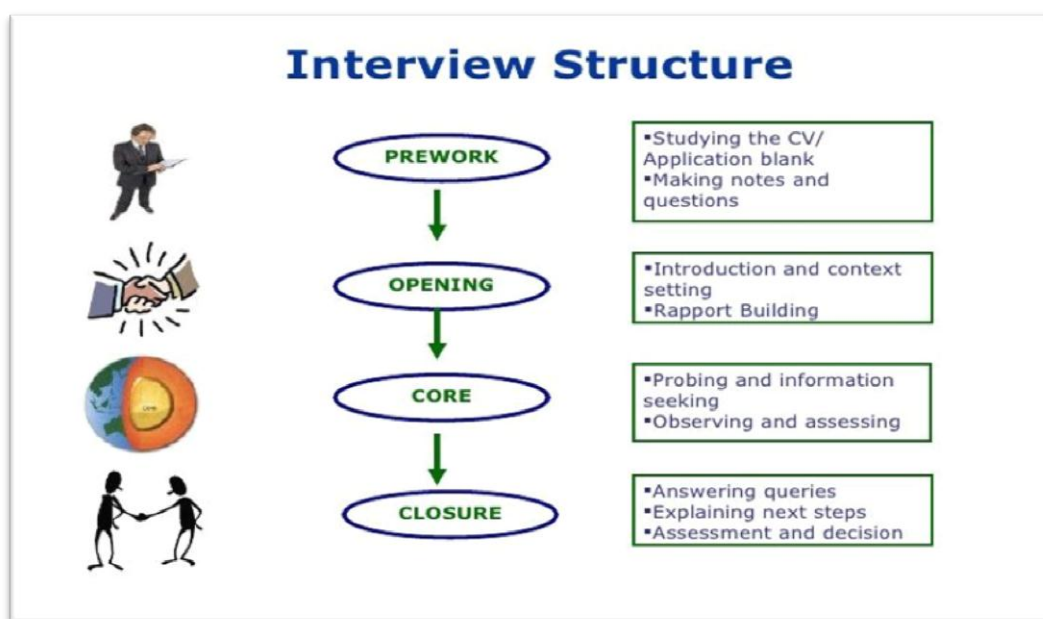 Interview Structure
PREWORK
▪Studying the CV/
Application blank
▪Making notes and
questions
OPENING
▪Introduction and context
setting
▪Rapport Building
CORE
▪Probing and information
seeking
▪Observing and assessing
CLOSURE
▪Answering queries
▪Explaining next steps
▪Assessment and decision